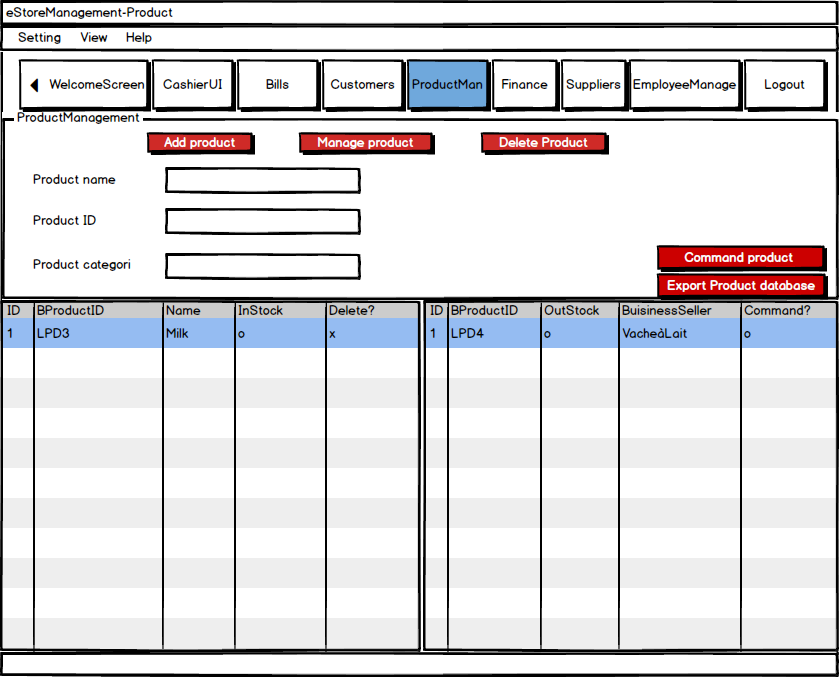 eStoreManagement-Product
Setting View Help
WelcomeScreen CashierUI Bills Customers ProductMan Finance Suppliers EmployeeManage Logout
ProductManagement
Add product Manage product Delete Product
Product name
Product ID
Product categori
Command product
Export Product database
ID BProductID Name InStock Delete? ID BProductID OutStock BuisinessSeller Command?
1 LPD3 Milk o x 1 LPD4 o VacheàLait o